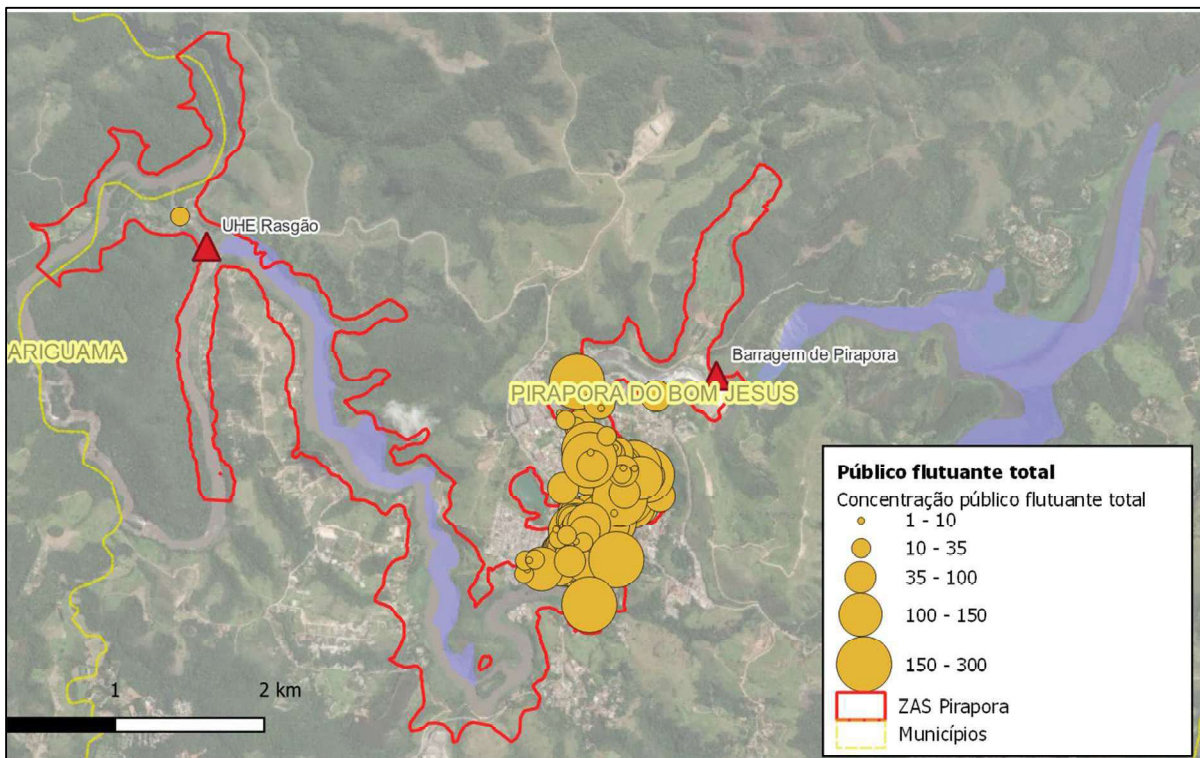 UHE Rasgão
ARIGUAMA
Barragem de Pirapora
PIRAPORA DO BOM JESUS
1
2 km
Público flutuante total
Concentração público flutuante total
1 - 10
10 - 35
35 - 100
100 - 150
150 - 300
ZAS Pirapora
Municípios